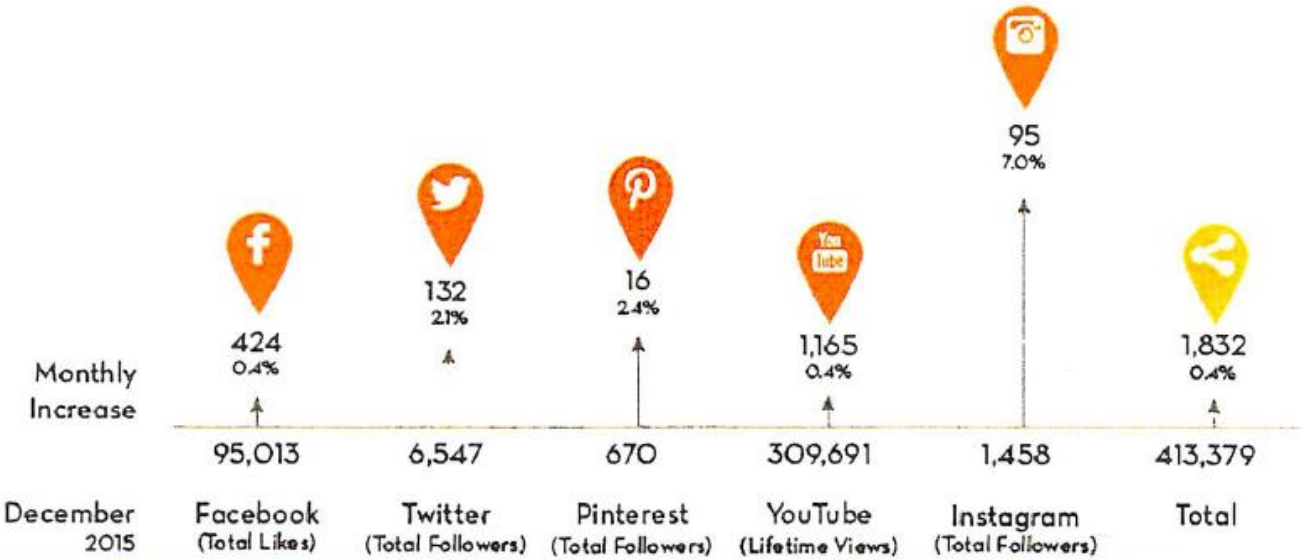 95
7.0%
132
2.1%
16
2.4%
You
Tube
424
0.4%
1,165
0.4%
1,832
0.4%
Monthly
Increase
95,013 6,547 670 309,691 1,458 413,379
December Facebook Twitter Pinterest YouTube Instagram Total
2015 (Total Likes) (Total Followers) (Total Followers) (Lifetime Views) (Total Followers)